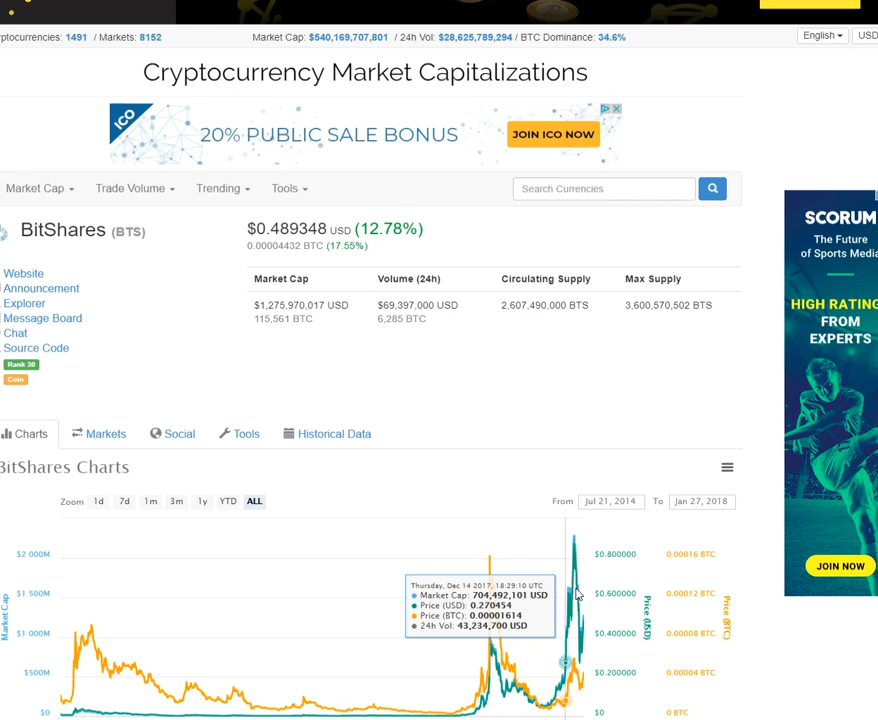 ptocurrencies: 1491 / Markets: 8152 Market Cap: $540,169,707,801 / 24h Vol: $28,625,789,294 / BTC Dominance: 34.6% English USD
Cryptocurrency Market Capitalizations
ICO 20% PUBLIC SALE BONUS JOIN ICO NOW
Market Cap Trade Volume Trending Tools Search Currencies
BitShares (BTS)
$0.489348 USD (12.78%)
0.00004432 BTC (17.55%)
Website
Announcement
Explorer
Message Board
Chat
Source Code
Rank 30
Coin
Market Cap Volume (24h) Circulating Supply Max Supply
$1,275,970,017 USD $69,397,000 USD 2,607,490,000 BTS 3,600,570,502 BTS
115,561 BTC 6,285 BTC
SCORUM
The Future
of Sports Media
HIGH RATING
FROM
EXPERTS
JOIN NOW
Charts Markets Social Tools Historical Data
BitShares Charts
Zoom 1d 7d 1m 3m 1y YTD ALL From Jul 21, 2014 To Jan 27, 2018
$2 000M $0.800000 0.00016 BTC
$1 500M $0.600000 0.00012 BTC
$1 000M $0.400000 0.00008 BTC
$500M $0.200000 0.00004 BTC
$0 $0 0 BTC
Market Cap
Price (USD)
Price (BTC)
Thursday, Dec 14 2017, 18:29:10 UTC
Market Cap: 704,492,101 USD
Price (USD): 0.270454
Price (BTC): 0.00001614
24h Vol: 43,234,700 USD